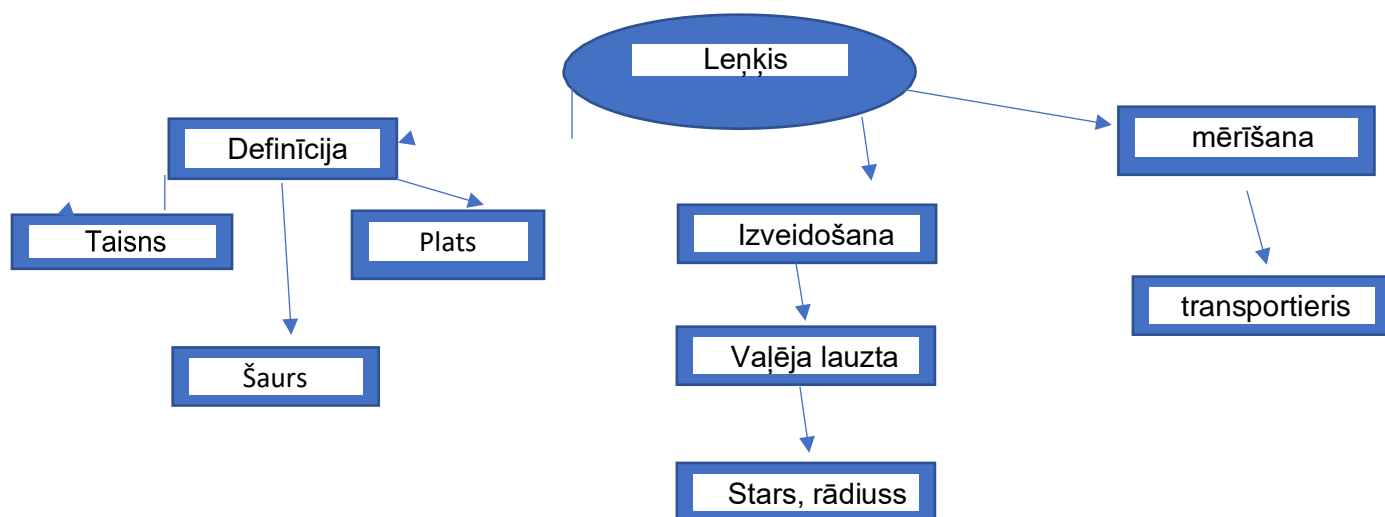 Leņķis
Definīcija
mērīšana
Taisns
Plats
Izveidošana
transportieris
Šaurs
Vaļēja lauzta
Stars, rādiuss